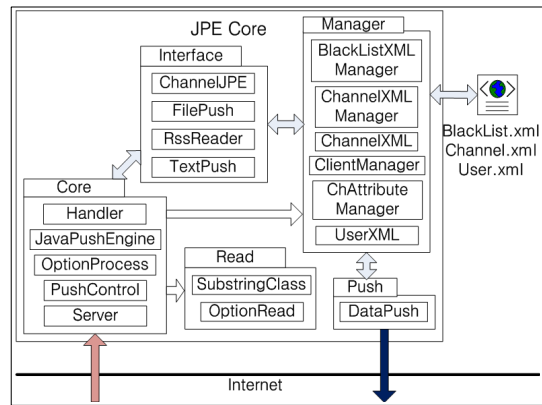 JPE Core
Interface
ChannelJPE
FilePush
RssReader
TextPush
Manager
BlackListXML
Manager
ChannelXML
Manager
ChannelXML
ClientManager
ChAttribute
Manager
UserXML
BlackList.xml
Channel.xml
User.xml
Core
Handler
JavaPushEngine
OptionProcess
PushControl
Server
Read
SubstringClass
OptionRead
Push
DataPush
Internet